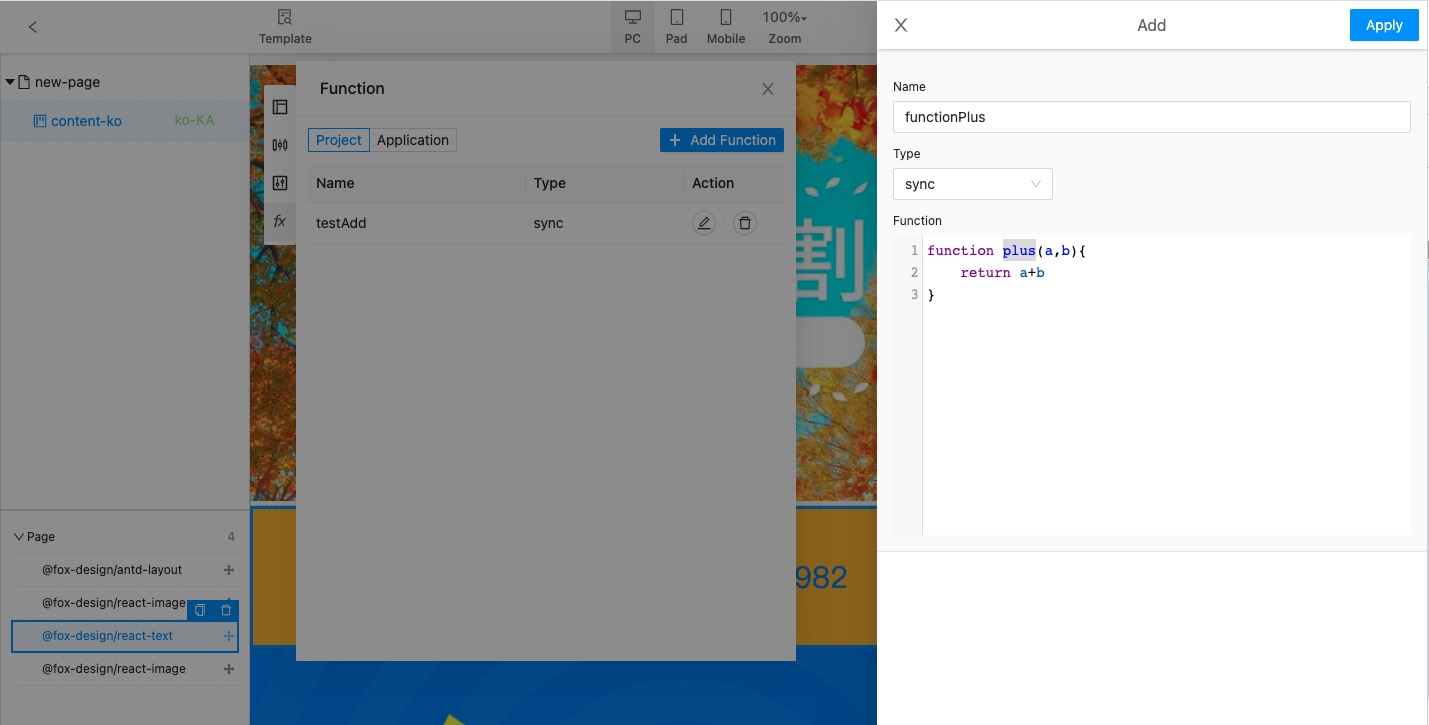 Template
PC
Pad
Mobile
100%
Zoom
new-page
content-ko
ko-KA
Page
4
@fox-design/antd-layout
@fox-design/react-image
@fox-design/react-text
@fox-design/react-image
Function
Project
Application
+ Add Function
Name
Type
Action
fx
testAdd
sync
割
982
Add
Apply
Name
functionPlus
Type
sync
Function
1 function plus(a,b){
2 return a+b
3 }